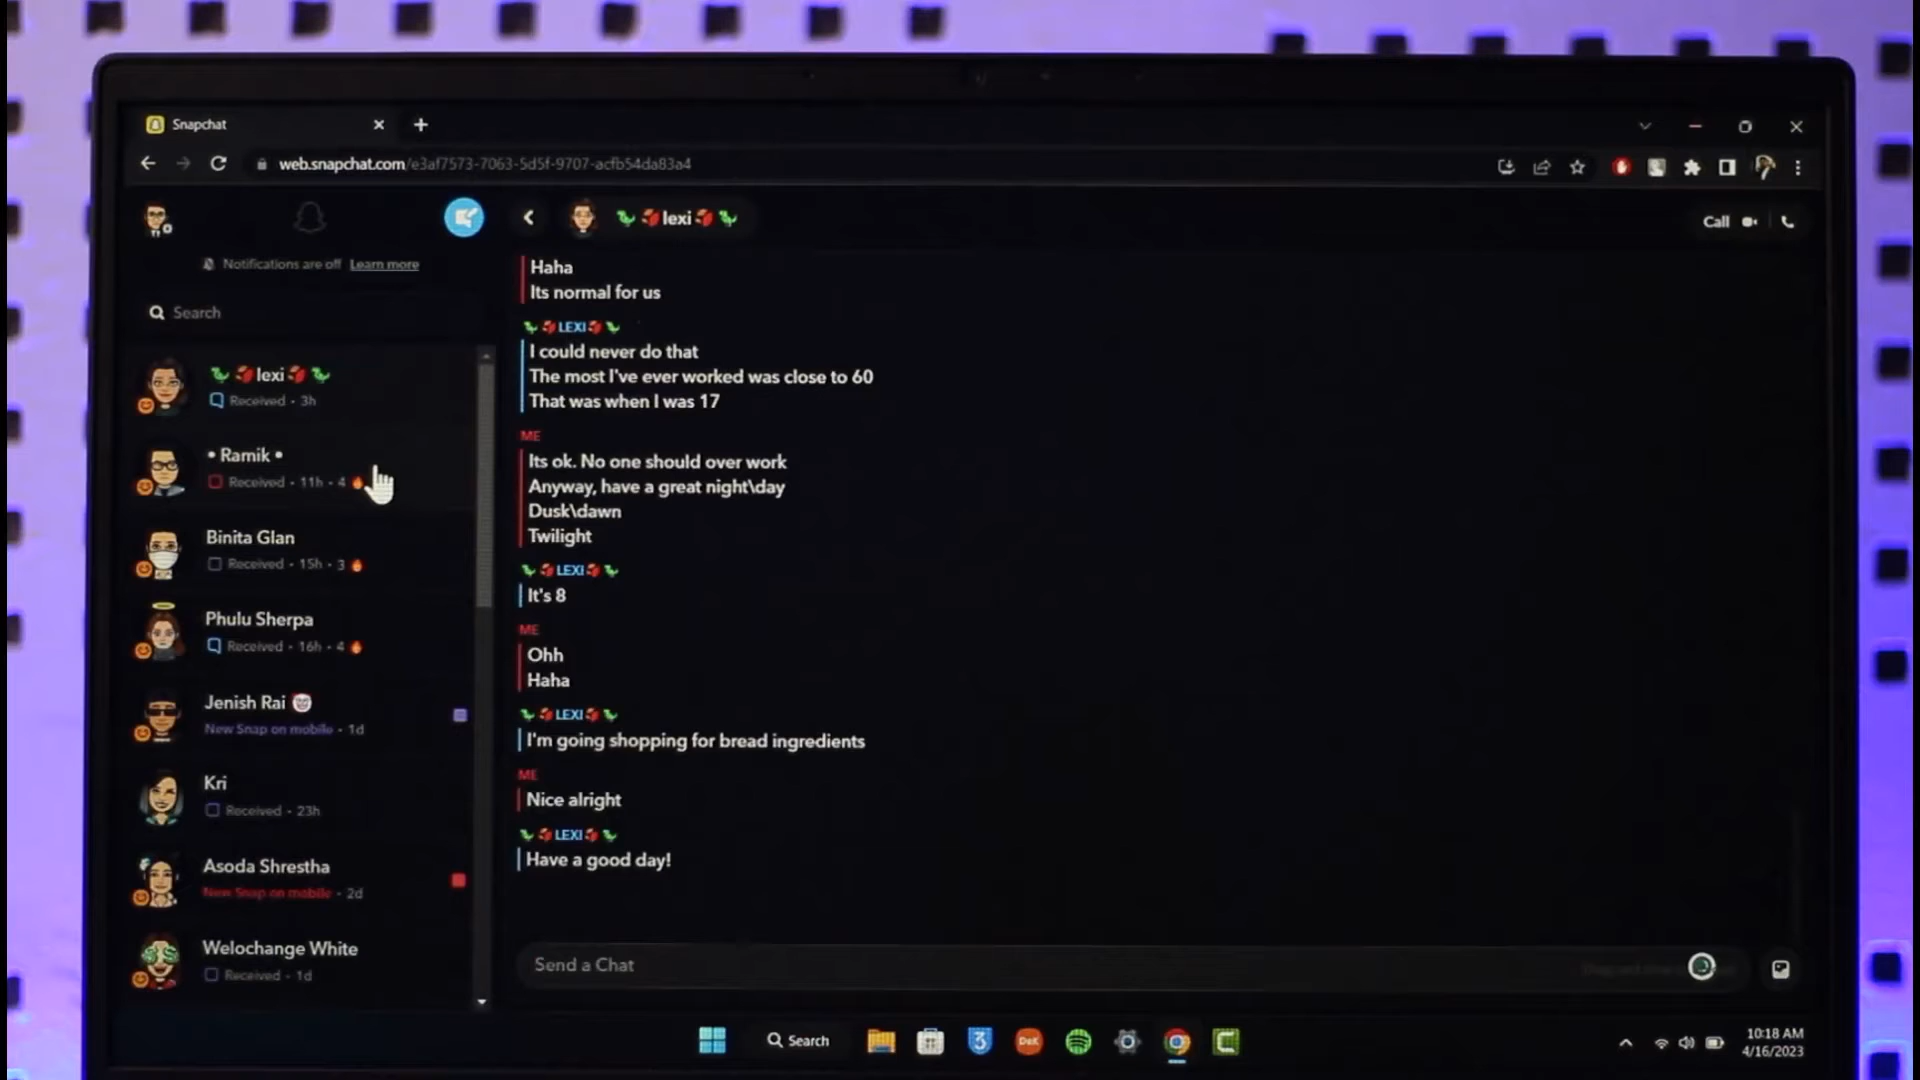 Snapchat
web.snapchat.com/e3af7573-7063-5d5f-9707-acfb54da83a4
Notifications are off Learn more
Search
lexi
Received - 3h
• Ramik •
Received - 11h - 4
Binita Glan
Received - 15h - 3
Phulu Sherpa
Received - 16h - 4
Jenish Rai
New Snap on mobile - 1d
Kri
Received - 23h
Asoda Shrestha
New Snap on mobile - 2d
Welochange White
Received - 1d
lexi
Call
Haha
Its normal for us
LEXI
I could never do that
The most I've ever worked was close to 60
That was when I was 17
ME
Its ok. No one should over work
Anyway, have a great night\day
Dusk\dawn
Twilight
LEXI
It's 8
ME
Ohh
Haha
LEXI
I'm going shopping for bread ingredients
ME
Nice alright
LEXI
Have a good day!
Send a Chat
Search
10:18 AM
4/16/2023